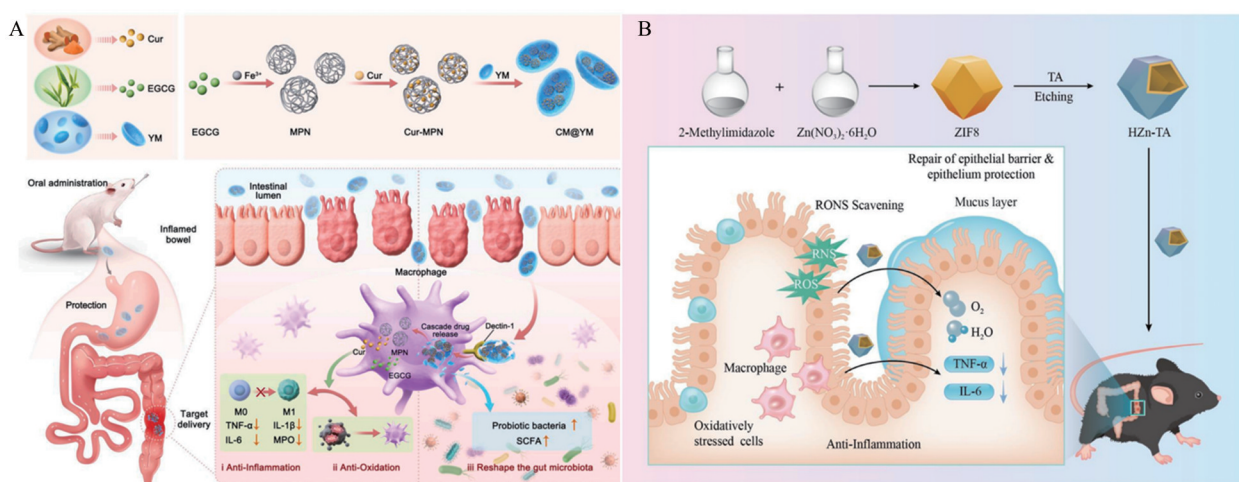 A
Cur
EGCG
YM
EGCG
Fe³⁺
MPN
Cur
Cur-MPN
YM
CM@YM
Oral administration
Inflamed
bowel
Protection
Target
delivery
Intestinal
lumen
Macrophage
Cascade drug
release
Dectin-1
Cur
MPN
EGCG
M0
M1
TNF-α↓ IL-1β↓
IL-6 ↓ MPO↓
i Anti-Inflammation
ii Anti-Oxidation
Probiotic bacteria ↑
SCFA↑
iii Reshape the gut microbiota
B
2-Methylimidazole
+
Zn(NO₃)₂·6H₂O
ZIF8
TA
Etching
HZn-TA
Repair of epithelial barrier &
epithelium protection
RONS Scavening
Mucus layer
RNS
ROS
O₂
H₂O
TNF-α ↓
IL-6 ↓
Macrophage
Oxidatively
stressed cells
Anti-Inflammation